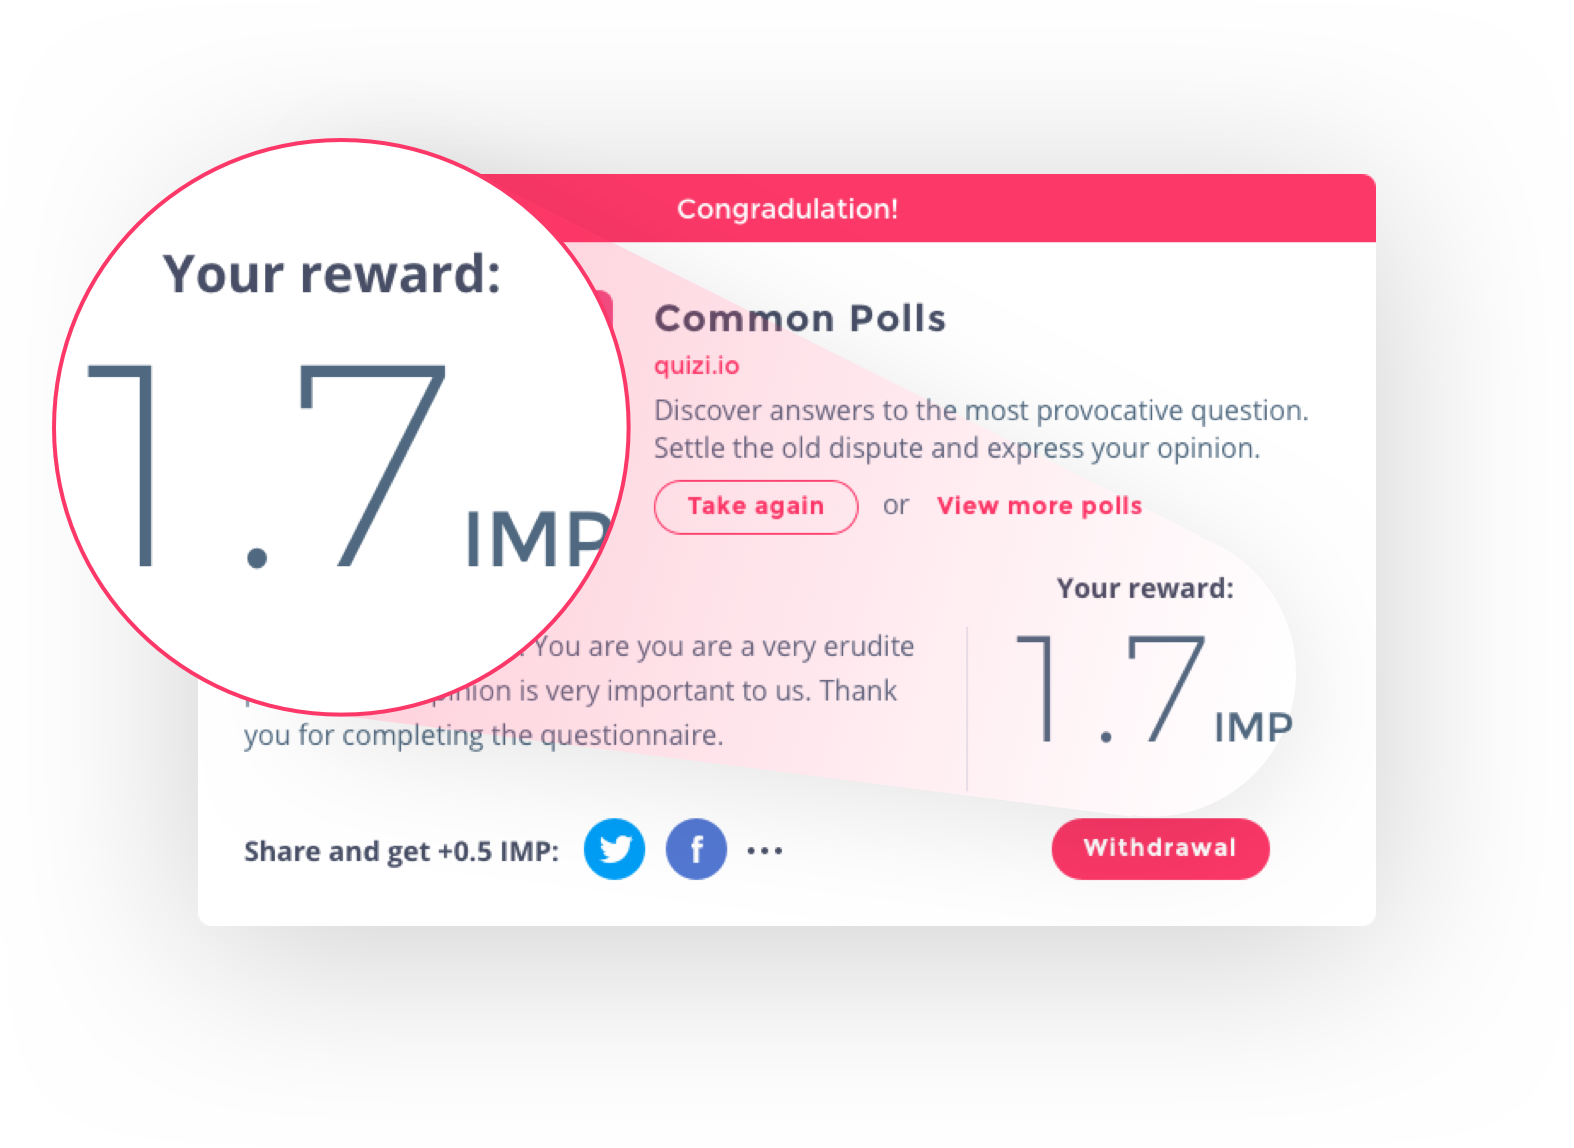 Congradulation!
Your reward:
1.7 IMP
Common Polls
quizi.io
Discover answers to the most provocative question.
Settle the old dispute and express your opinion.
Take again or View more polls
You are you are a very erudite
is very important to us. Thank
you for completing the questionnaire.
Your reward:
1.7 IMP
Share and get +0.5 IMP:
Withdrawal